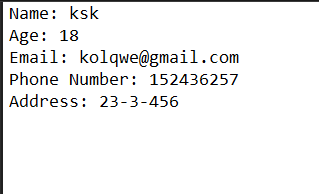 Name: ksk
Age: 18
Email: kolqwe@gmail.com
Phone Number: 152436257
Address: 23-3-456